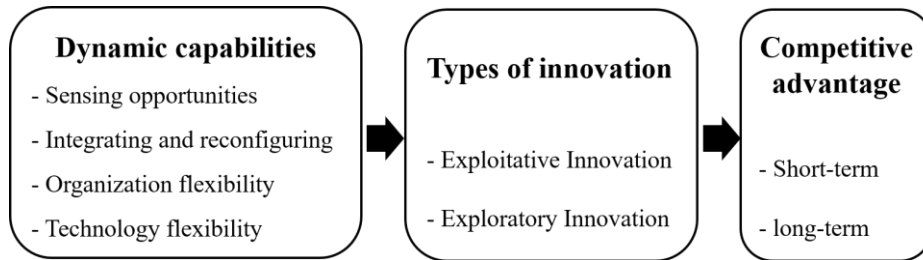 Dynamic capabilities
- Sensing opportunities
- Integrating and reconfiguring
- Organization flexibility
- Technology flexibility
Types of innovation
- Exploitative Innovation
- Exploratory Innovation
Competitive
advantage
- Short-term
- long-term